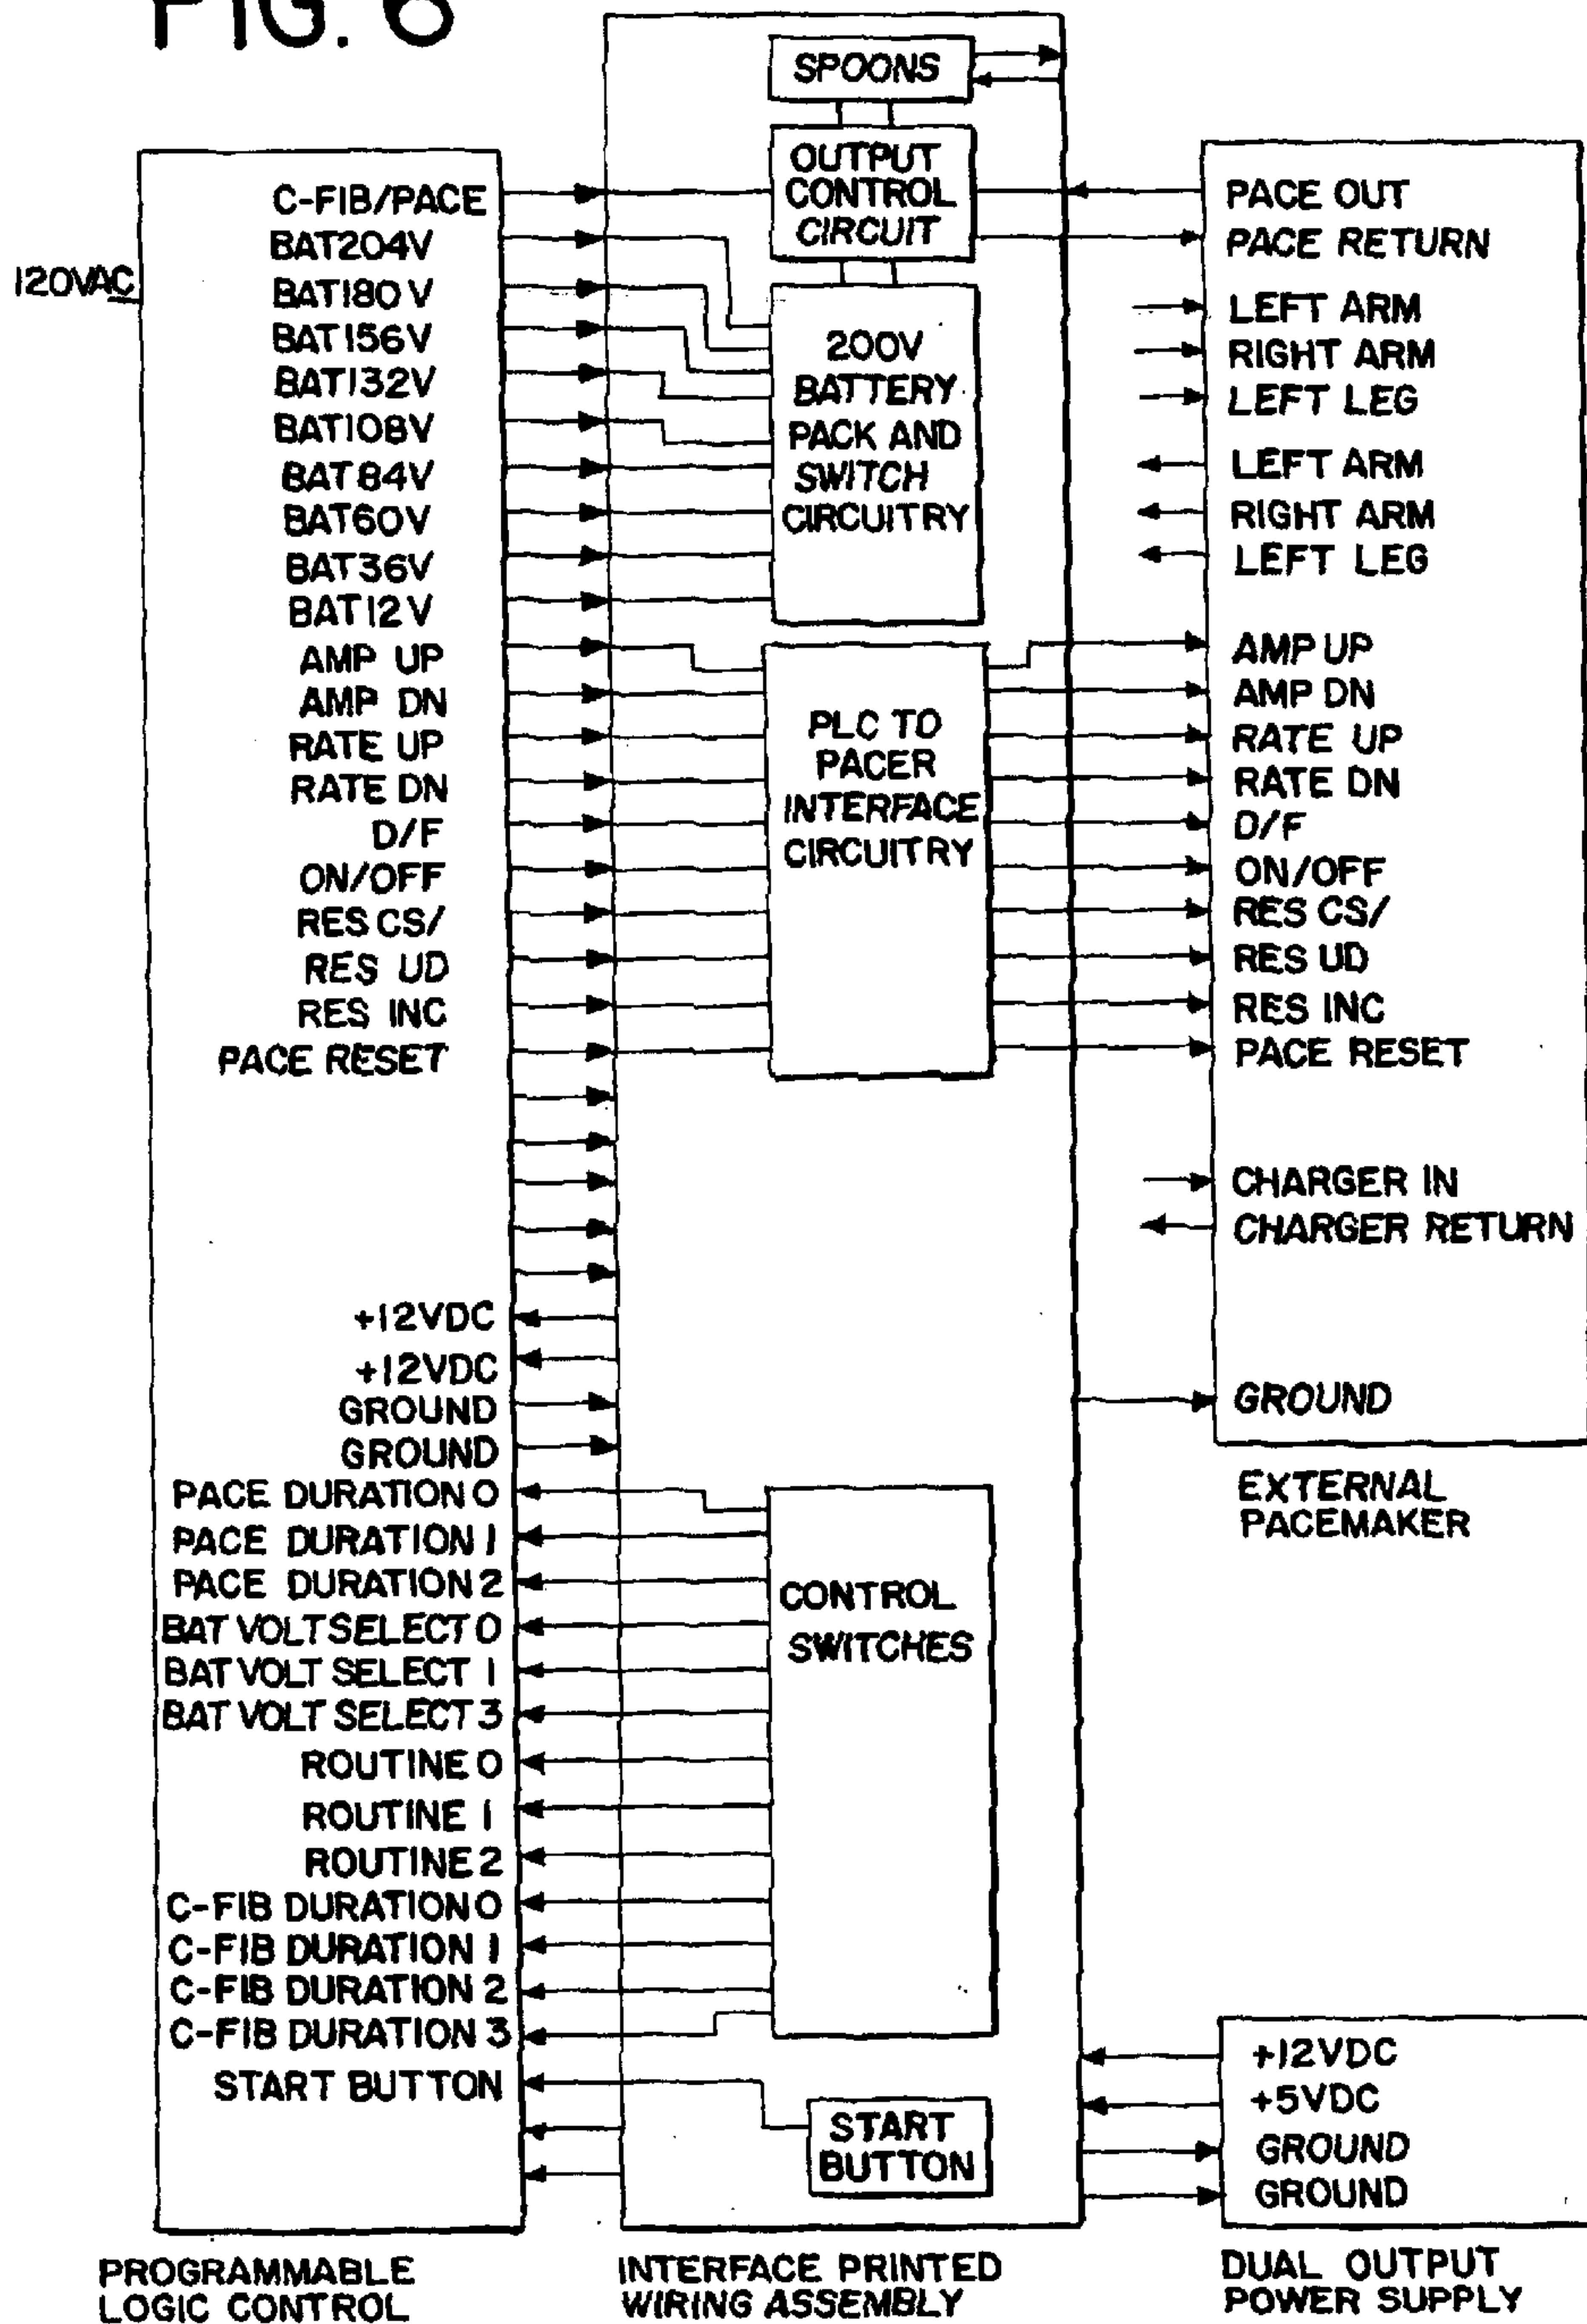 FIG. 6
120VAC
C-FIB/PACE
BAT204V
BAT180V
BAT156V
BAT132V
BAT108V
BAT84V
BAT60V
BAT36V
BAT12V
AMP UP
AMP DN
RATE UP
RATE DN
D/F
ON/OFF
RES CS/
RES UD
RES INC
PACE RESET
+12VDC
+12VDC
GROUND
GROUND
PACE DURATION 0
PACE DURATION 1
PACE DURATION 2
BAT VOLT SELECT 0
BAT VOLT SELECT 1
BAT VOLT SELECT 3
ROUTINE 0
ROUTINE 1
ROUTINE 2
C-FIB DURATION 0
C-FIB DURATION 1
C-FIB DURATION 2
C-FIB DURATION 3
START BUTTON
PROGRAMMABLE
LOGIC CONTROL
SPOONS
OUTPUT
CONTROL
CIRCUIT
200V
BATTERY
PACK AND
SWITCH
CIRCUITRY
PLC TO
PACER
INTERFACE
CIRCUITRY
CONTROL
SWITCHES
START
BUTTON
INTERFACE PRINTED
WIRING ASSEMBLY
PACE OUT
PACE RETURN
LEFT ARM
RIGHT ARM
LEFT LEG
LEFT ARM
RIGHT ARM
LEFT LEG
AMP UP
AMP DN
RATE UP
RATE DN
D/F
ON/OFF
RES CS/
RES UD
RES INC
PACE RESET
CHARGER IN
CHARGER RETURN
GROUND
EXTERNAL
PACEMAKER
+12VDC
+5VDC
GROUND
GROUND
DUAL OUTPUT
POWER SUPPLY